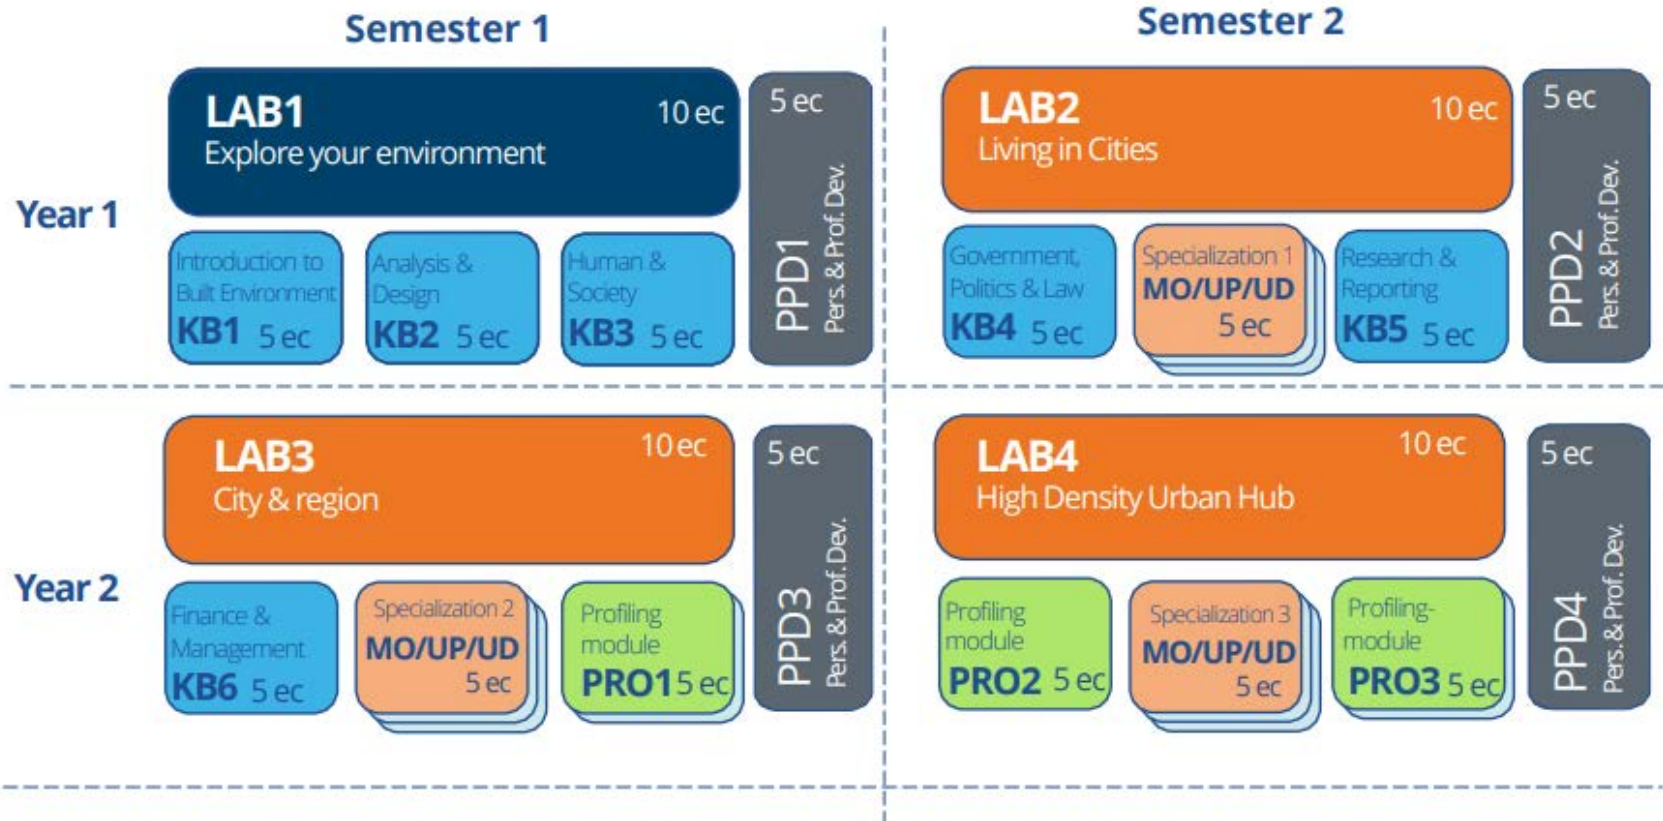 Semester 1
Semester 2
Year 1
LAB1
10 ec
Explore your environment
5 ec
PPD1
Pers. & Prof. Dev.
Introduction to
Built Environment
KB1 5 ec
Analysis &
Design
KB2 5 ec
Human &
Society
KB3 5 ec
LAB2
10 ec
Living in Cities
5 ec
PPD2
Pers. & Prof. Dev.
Government,
Politics & Law
KB4 5 ec
Specialization 1
MO/UP/UD
5 ec
Research &
Reporting
KB5 5 ec
Year 2
LAB3
10 ec
City & region
5 ec
PPD3
Pers. & Prof. Dev.
Finance &
Management
KB6 5 ec
Specialization 2
MO/UP/UD
5 ec
Profiling
module
PRO1 5 ec
LAB4
10 ec
High Density Urban Hub
5 ec
PPD4
Pers. & Prof. Dev.
Profiling
module
PRO2 5 ec
Specialization 3
MO/UP/UD
5 ec
Profiling-
module
PRO3 5 ec